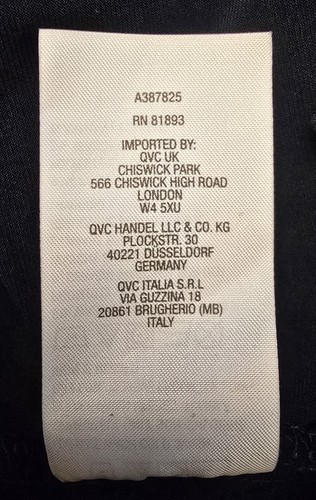 A387825
RN 81893
IMPORTED BY:
QVC UK
CHISWICK PARK
566 CHISWICK HIGH ROAD
LONDON
W4 5XU
QVC HANDEL LLC & CO. KG
PLOCKSTR. 30
40221 DÜSSELDORF
GERMANY
QVC ITALIA S.R.L
VIA GUZZINA 18
20861 BRUGHERIO (MB)
ITALY